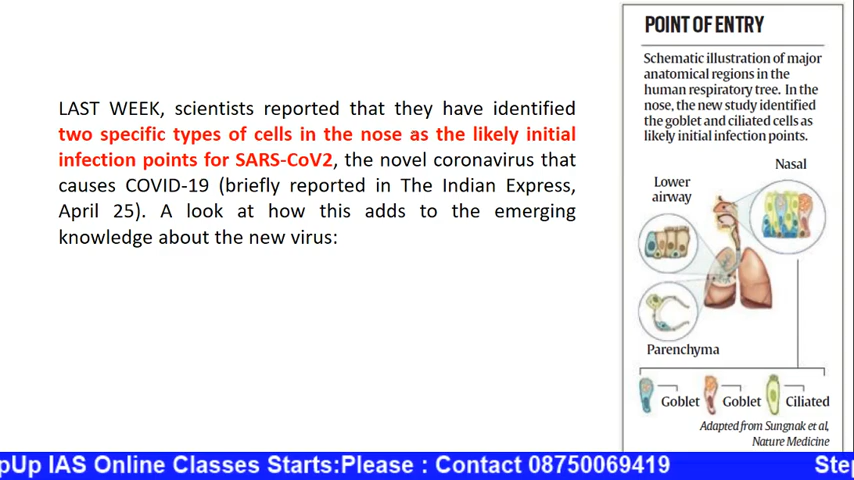 LAST WEEK, scientists reported that they have identified
two specific types of cells in the nose as the likely initial
infection points for SARS-CoV2, the novel coronavirus that
causes COVID-19 (briefly reported in The Indian Express,
April 25). A look at how this adds to the emerging
knowledge about the new virus:
POINT OF ENTRY
Schematic illustration of major
anatomical regions in the
human respiratory tree. In the
nose, the new study identified
the goblet and ciliated cells as
likely initial infection points.
Nasal
Lower
airway
Parenchyma
Goblet Goblet Ciliated
Adapted from Sungnak et al,
Nature Medicine
pUp IAS Online Classes Starts:Please : Contact 08750069419 Step